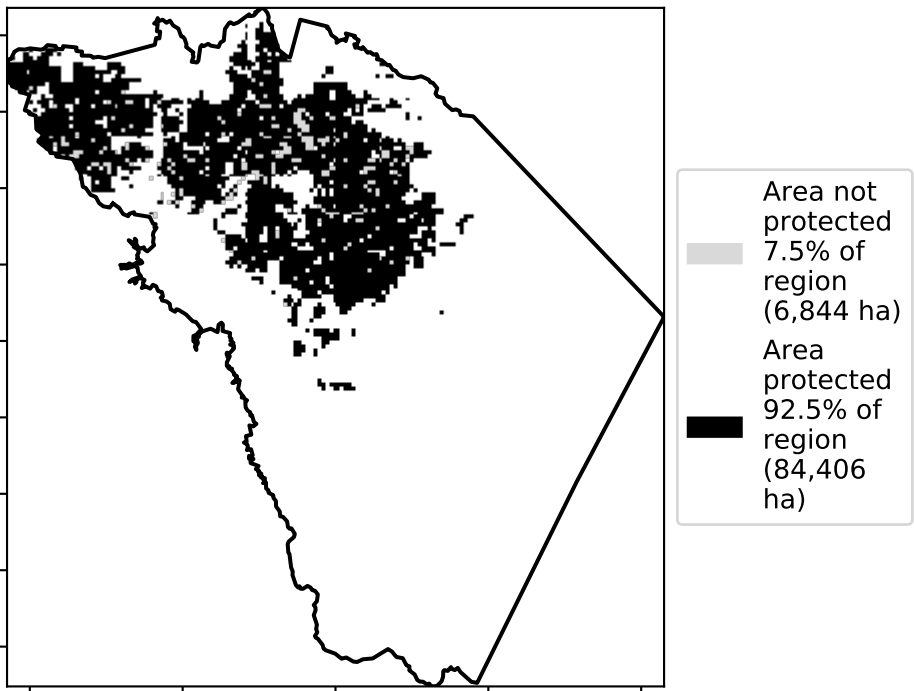 Area not
protected
7.5% of
region
(6,844 ha)
Area
protected
92.5% of
region
(84,406
ha)